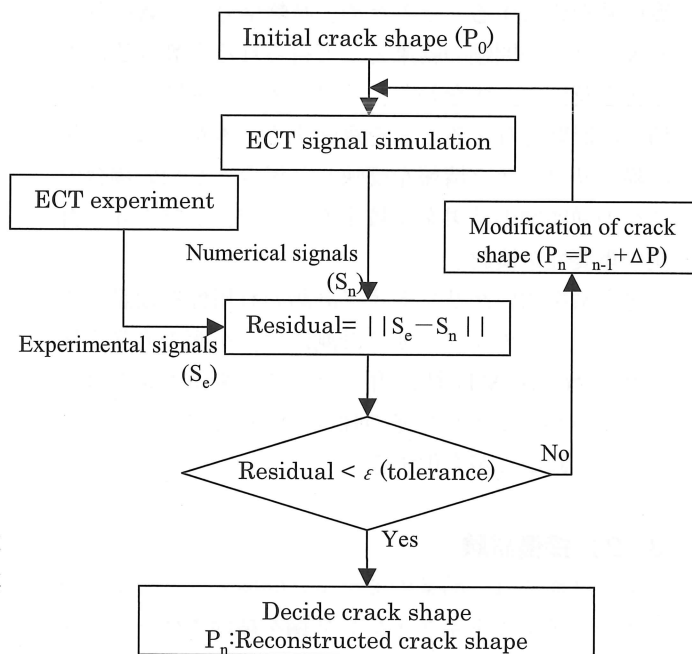 Initial crack shape (P₀)
ECT signal simulation
ECT experiment
Modification of crack
shape (Pₙ=Pₙ₋₁+ΔP)
Numerical signals
(Sₙ)
Residual= ||Sₑ−Sₙ||
Experimental signals
(Sₑ)
Residual < ε (tolerance)
No
Yes
Decide crack shape
Pₙ:Reconstructed crack shape